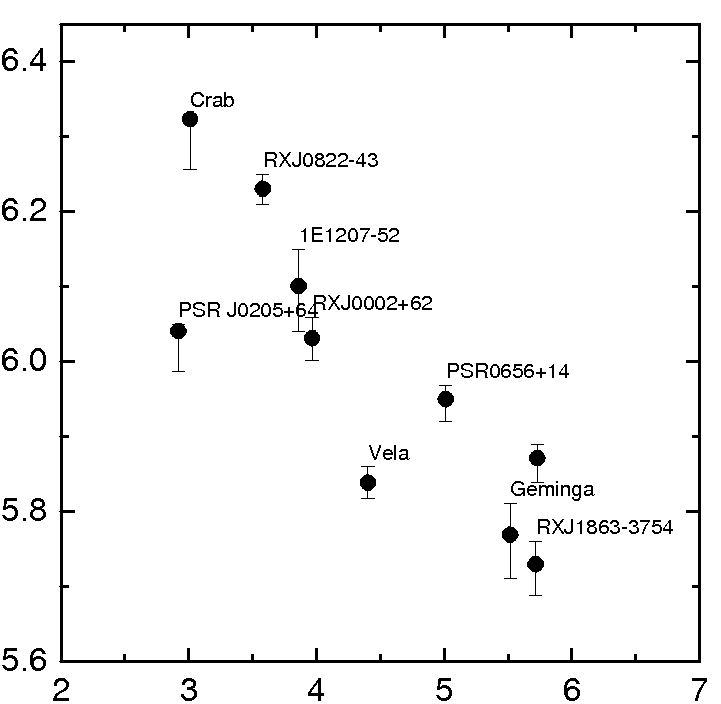 6.4
Crab
RXJ0822-43
6.2
1E1207-52
PSR J0205+64
RXJ0002+62
6.0
PSR0656+14
Vela
Geminga
5.8
RXJ1863-3754
5.6
2 3 4 5 6 7